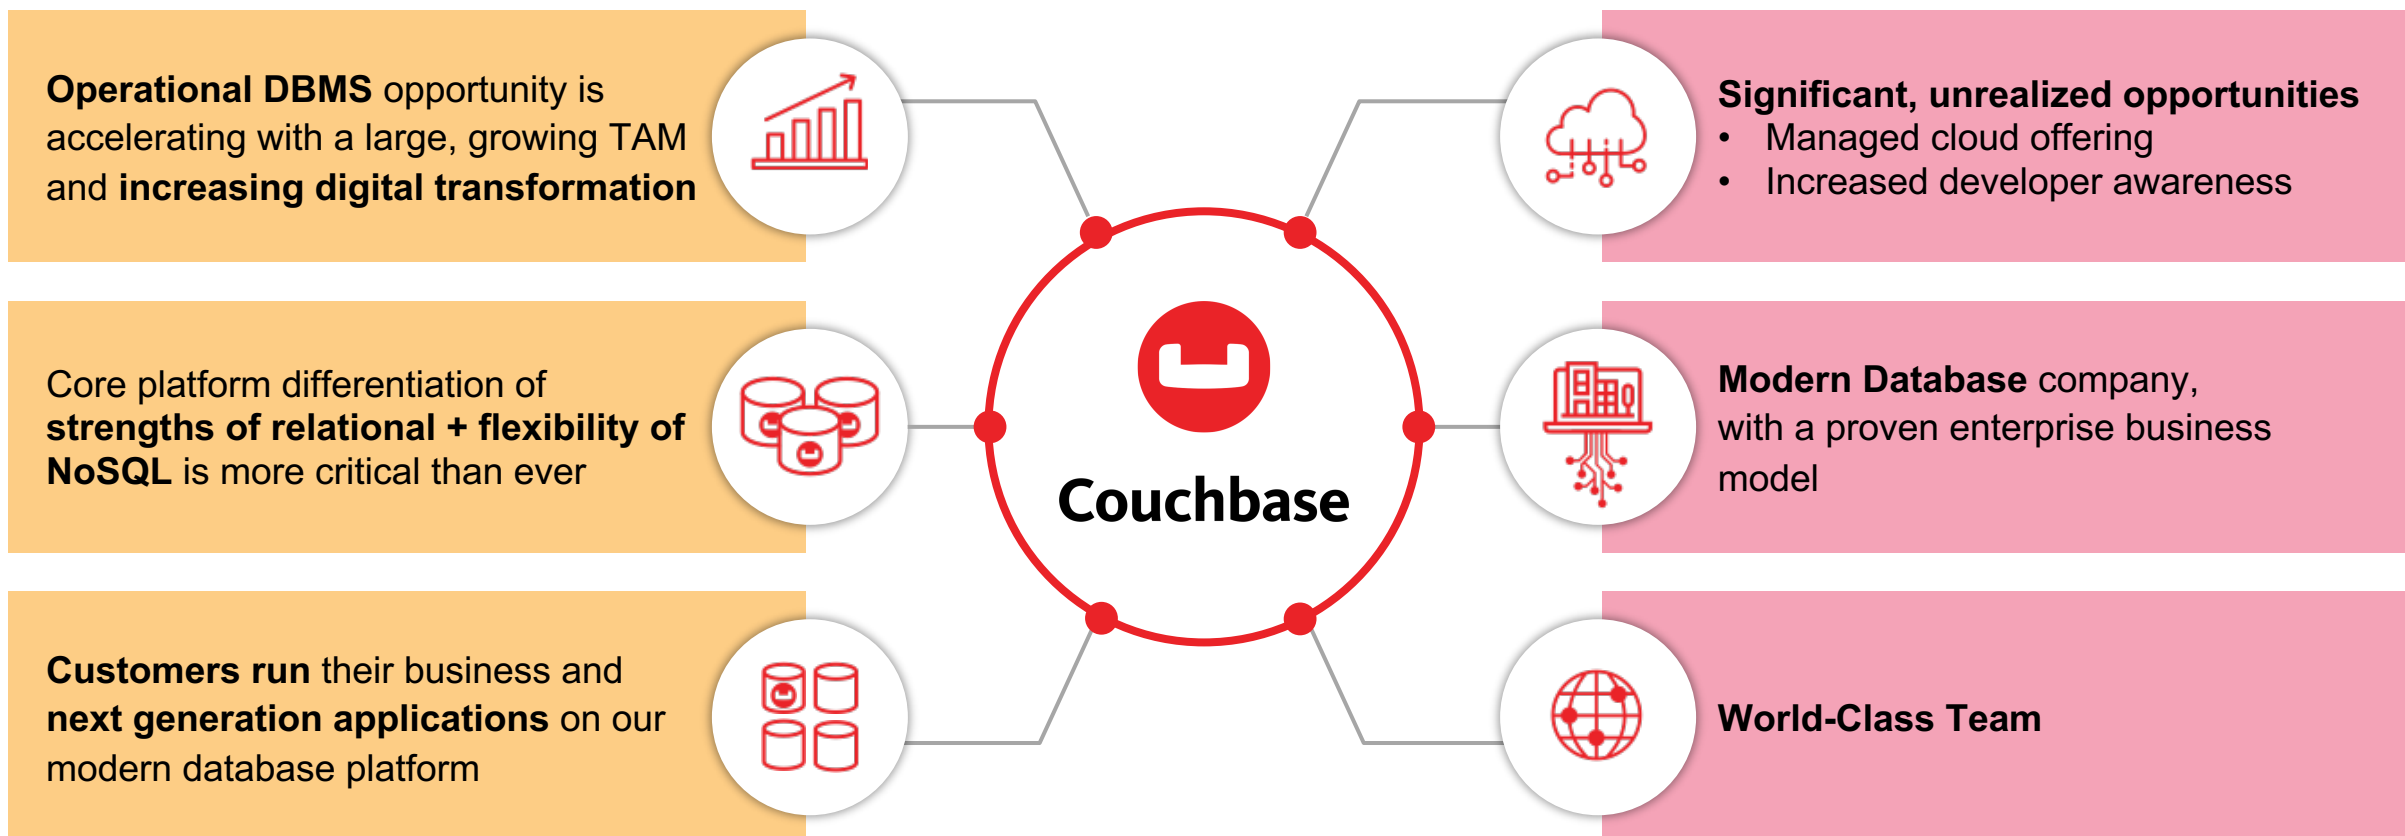 Operational DBMS opportunity is
accelerating with a large, growing TAM
and increasing digital transformation
Core platform differentiation of
strengths of relational + flexibility of
NoSQL is more critical than ever
Customers run their business and
next generation applications on our
modern database platform
Couchbase
Significant, unrealized opportunities
• Managed cloud offering
• Increased developer awareness
Modern Database company,
with a proven enterprise business
model
World-Class Team